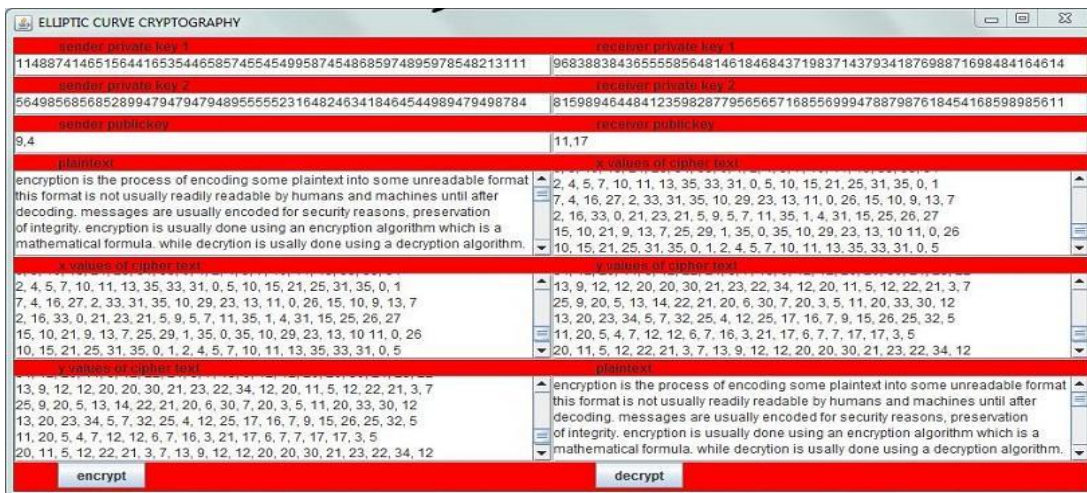 ELLIPTIC CURVE CRYPTOGRAPHY
sender private key 1
receiver private key 1
1148874146515644165354465857455454995874548685974895978548213111
9683883843655558564814618468437198371437934187698871698484164614
sender private key 2
receiver private key 2
5649856856852899479479479489555552316482463418464544989479498784
8159894644841235982877956565716855699947887987618454168598985611
sender publickey
receiver publickey
9,4
11,17
plaintext
encryption is the process of encoding some plaintext into some unreadable format
this format is not usually readily readable by humans and machines until after
decoding. messages are usually encoded for security reasons, preservation
of integrity. encryption is usually done using an encryption algorithm which is a
mathematical formula. while decrytion is usally done using a decryption algorithm.
x values of cipher text
2, 4, 5, 7, 10, 11, 13, 35, 33, 31, 0, 5, 10, 15, 21, 25, 31, 35, 0, 1
7, 4, 16, 27, 2, 33, 31, 35, 10, 29, 23, 13, 11, 0, 26, 15, 10, 9, 13, 7
2, 16, 33, 0, 21, 23, 21, 5, 9, 5, 7, 11, 35, 1, 4, 31, 15, 25, 26, 27
15, 10, 21, 9, 13, 7, 25, 29, 1, 35, 0, 35, 10, 29, 23, 13, 10 11, 0, 26
10, 15, 21, 25, 31, 35, 0, 1, 2, 4, 5, 7, 10, 11, 13, 35, 33, 31, 0, 5
x values of cipher text
2, 4, 5, 7, 10, 11, 13, 35, 33, 31, 0, 5, 10, 15, 21, 25, 31, 35, 0, 1
7, 4, 16, 27, 2, 33, 31, 35, 10, 29, 23, 13, 11, 0, 26, 15, 10, 9, 13, 7
2, 16, 33, 0, 21, 23, 21, 5, 9, 5, 7, 11, 35, 1, 4, 31, 15, 25, 26, 27
15, 10, 21, 9, 13, 7, 25, 29, 1, 35, 0, 35, 10, 29, 23, 13, 10 11, 0, 26
10, 15, 21, 25, 31, 35, 0, 1, 2, 4, 5, 7, 10, 11, 13, 35, 33, 31, 0, 5
y values of cipher text
13, 9, 12, 12, 20, 20, 30, 21, 23, 22, 34, 12, 20, 11, 5, 12, 22, 21, 3, 7
25, 9, 20, 5, 13, 14, 22, 21, 20, 6, 30, 7, 20, 3, 5, 11, 20, 33, 30, 12
13, 20, 23, 34, 5, 7, 32, 25, 4, 12, 25, 17, 16, 7, 9, 15, 26, 25, 32, 5
11, 20, 5, 4, 7, 12, 12, 6, 7, 16, 3, 21, 17, 6, 7, 7, 17, 17, 3, 5
20, 11, 5, 12, 22, 21, 3, 7, 13, 9, 12, 12, 20, 20, 30, 21, 23, 22, 34, 12
y values of cipher text
13, 9, 12, 12, 20, 20, 30, 21, 23, 22, 34, 12, 20, 11, 5, 12, 22, 21, 3, 7
25, 9, 20, 5, 13, 14, 22, 21, 20, 6, 30, 7, 20, 3, 5, 11, 20, 33, 30, 12
13, 20, 23, 34, 5, 7, 32, 25, 4, 12, 25, 17, 16, 7, 9, 15, 26, 25, 32, 5
11, 20, 5, 4, 7, 12, 12, 6, 7, 16, 3, 21, 17, 6, 7, 7, 17, 17, 3, 5
20, 11, 5, 12, 22, 21, 3, 7, 13, 9, 12, 12, 20, 20, 30, 21, 23, 22, 34, 12
plaintext
encryption is the process of encoding some plaintext into some unreadable format
this format is not usually readily readable by humans and machines until after
decoding. messages are usually encoded for security reasons, preservation
of integrity. encryption is usually done using an encryption algorithm which is a
mathematical formula. while decrytion is usally done using a decryption algorithm.
encrypt
decrypt